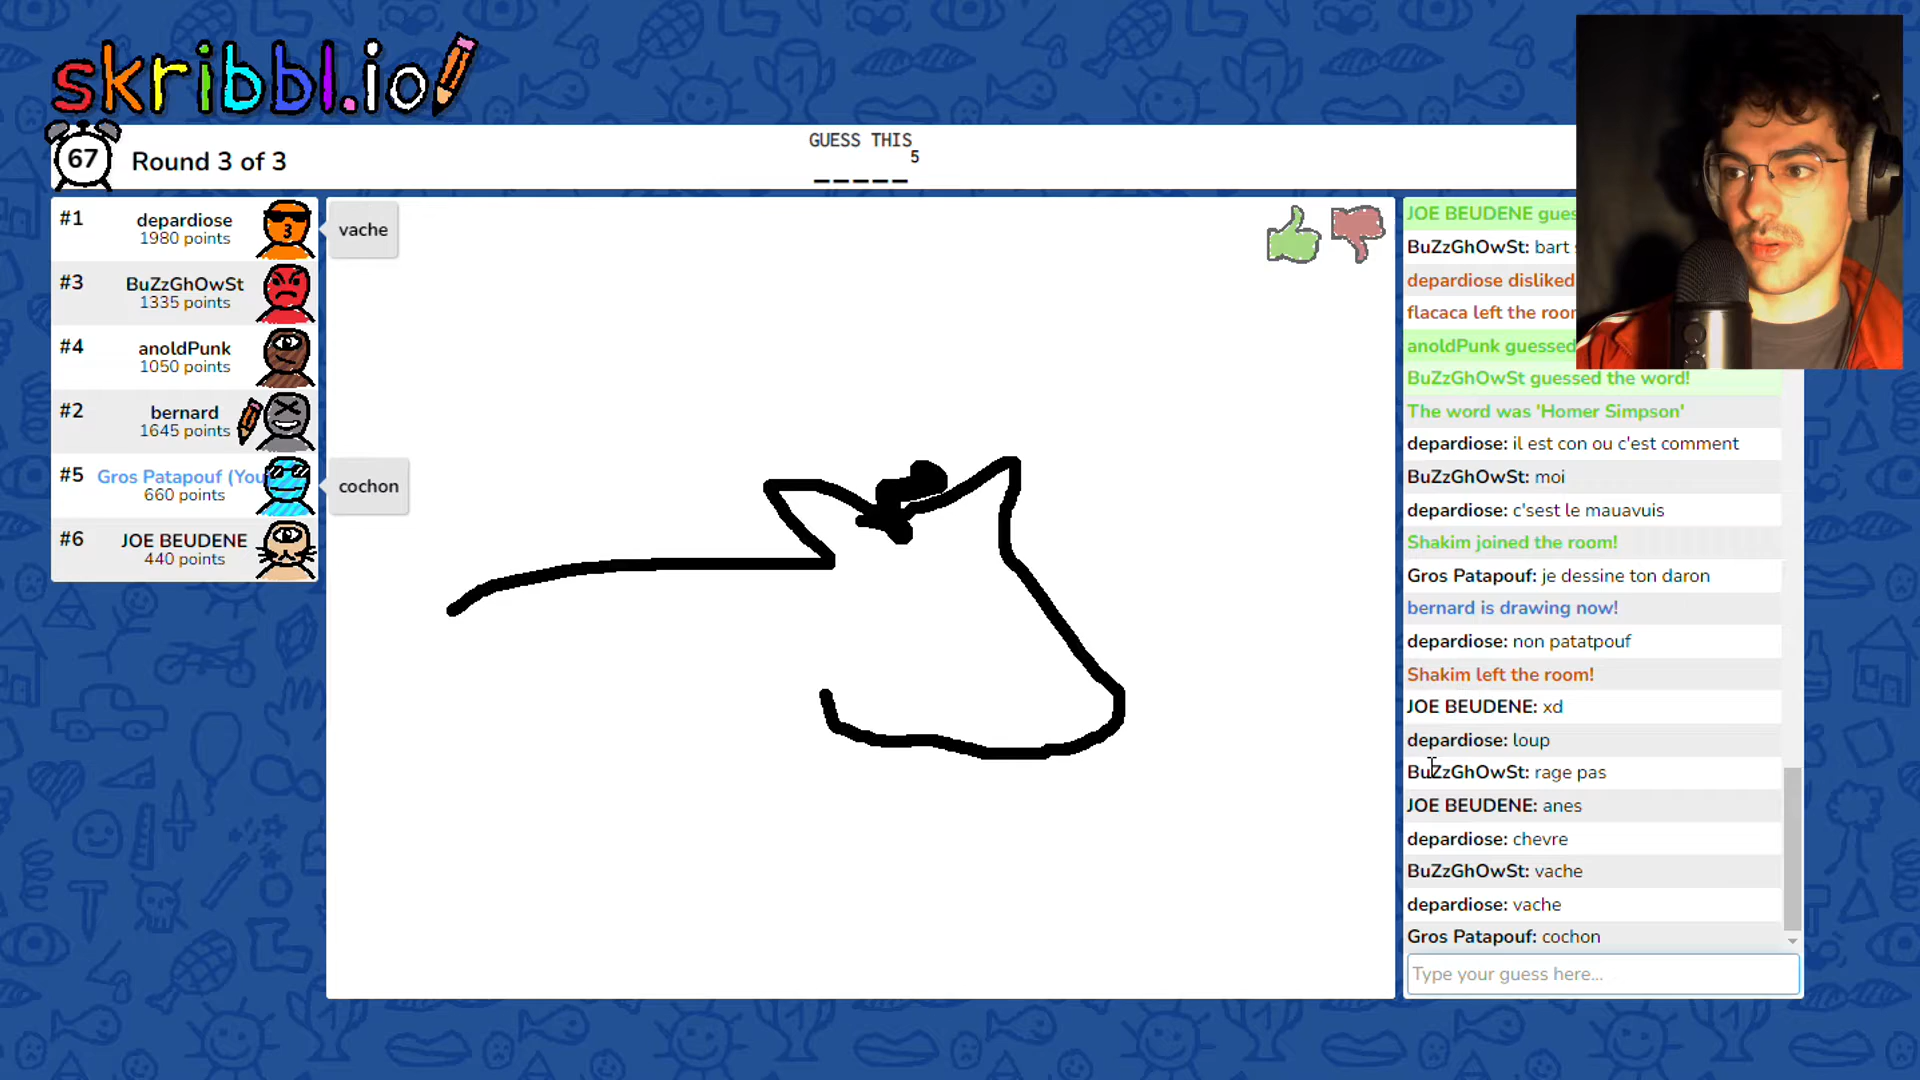 skribbl.io
67
Round 3 of 3
GUESS THIS
5
_____
#1
depardiose
1980 points
#3
BuZzGhOwSt
1335 points
#4
anoldPunk
1050 points
#2
bernard
1645 points
#5
Gros Patapouf (You
660 points
#6
JOE BEUDENE
440 points
vache
cochon
JOE BEUDENE
BuZzGhOwSt: bart
depardiose disliked
flacaca left the
anoldPunk guessed
BuZzGhOwSt guessed the word!
The word was 'Homer Simpson'
depardiose: il est con ou c'est comment
BuZzGhOwSt: moi
depardiose: c'sest le mauavuis
Shakim joined the room!
Gros Patapouf: je dessine ton daron
bernard is drawing now!
depardiose: non patatpouf
Shakim left the room!
JOE BEUDENE: xd
depardiose: loup
BuZzGhOwSt: rage pas
JOE BEUDENE: anes
depardiose: chevre
BuZzGhOwSt: vache
depardiose: vache
Gros Patapouf: cochon
Type your guess here...